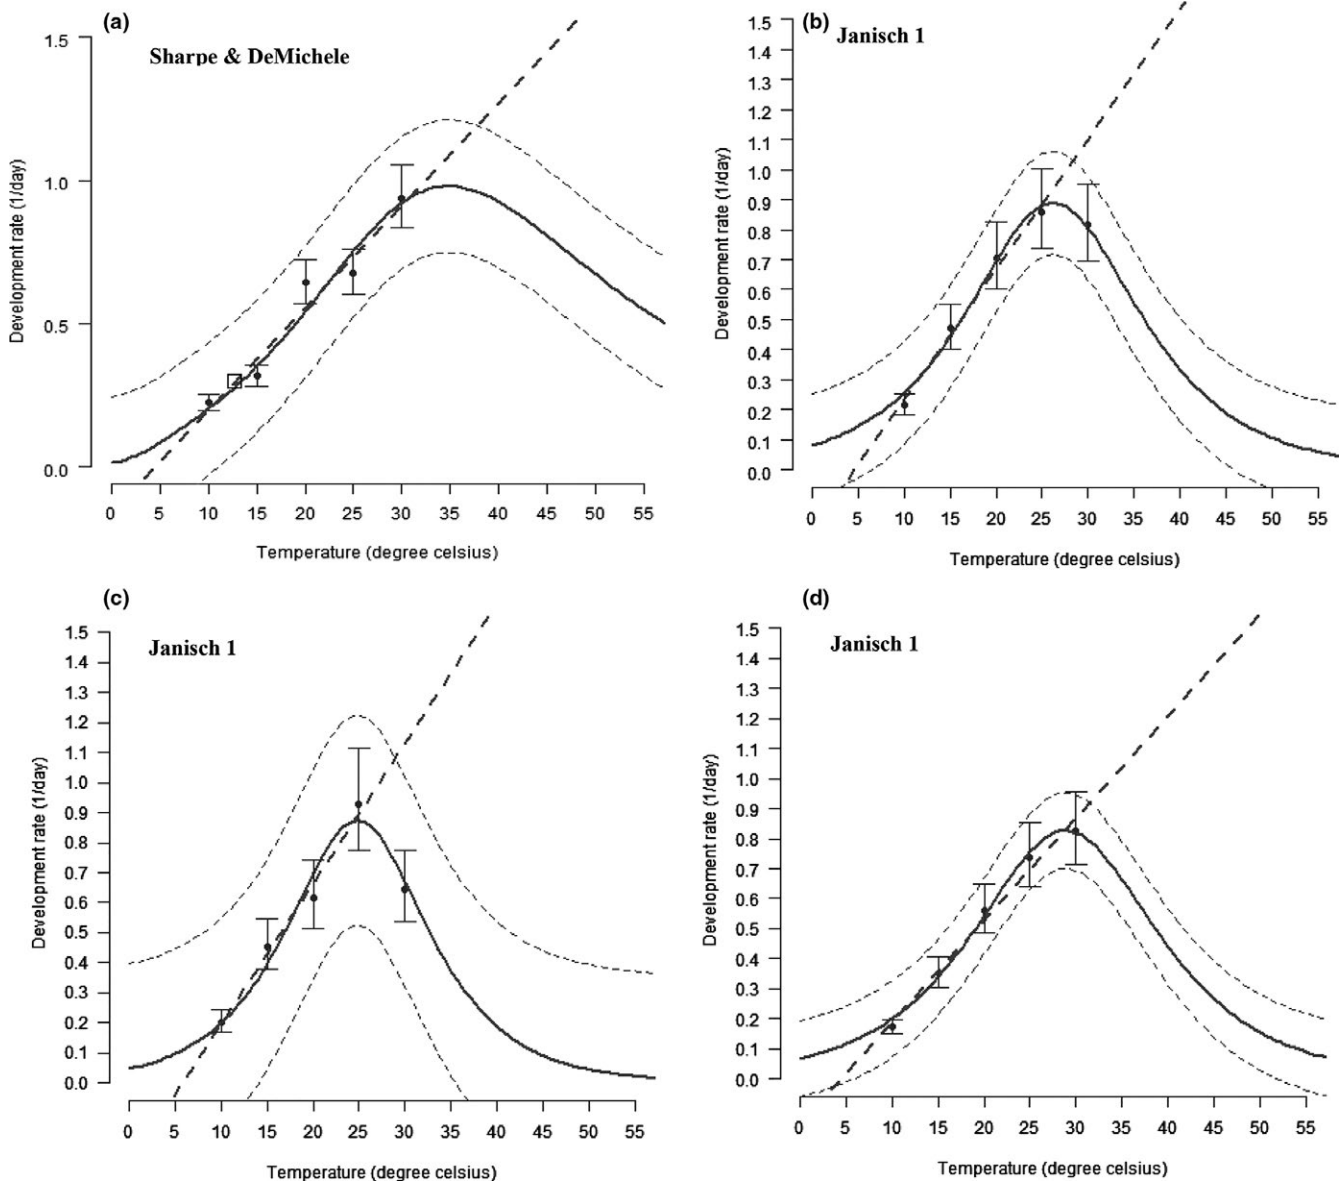 (a)
Sharpe & DeMichele
1.5
1.0
0.5
0.0
Development rate (1/day)
0 5 10 15 20 25 30 35 40 45 50 55
Temperature (degree celsius)
(b)
Janisch 1
1.5
1.4
1.3
1.2
1.1
1.0
0.9
0.8
0.7
0.6
0.5
0.4
0.3
0.2
0.1
0.0
Development rate (1/day)
0 5 10 15 20 25 30 35 40 45 50 55
Temperature (degree celsius)
(c)
Janisch 1
1.5
1.4
1.3
1.2
1.1
1.0
0.9
0.8
0.7
0.6
0.5
0.4
0.3
0.2
0.1
0.0
Development rate (1/day)
0 5 10 15 20 25 30 35 40 45 50 55
Temperature (degree celsius)
(d)
Janisch 1
1.5
1.4
1.3
1.2
1.1
1.0
0.9
0.8
0.7
0.6
0.5
0.4
0.3
0.2
0.1
0.0
Development rate (1/day)
0 5 10 15 20 25 30 35 40 45 50 55
Temperature (degree celsius)